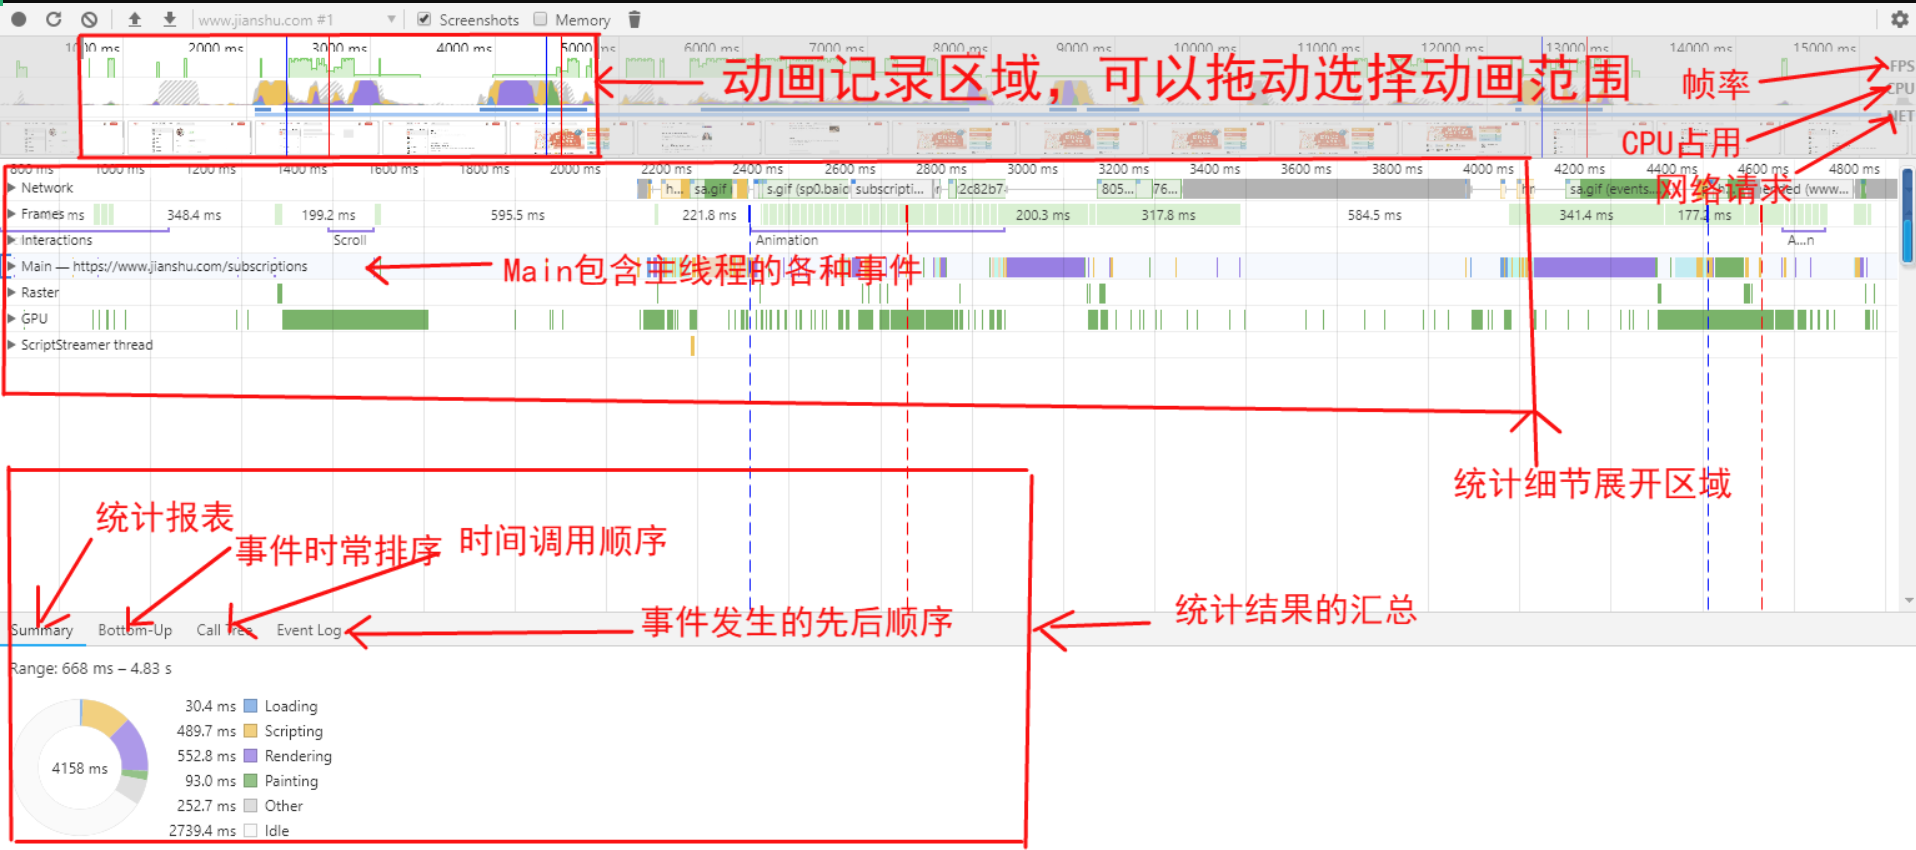 www.jianshu.com #1 Screenshots Memory
1000 ms 2000 ms 3000 ms 4000 ms 5000 ms 6000 ms 7000 ms 8000 ms 9000 ms 10000 ms 11000 ms 12000 ms 13000 ms 14000 ms 15000 ms
动画记录区域，可以拖动选择动画范围
帧率
FPS
CPU
NET
CPU占用
网络请求
800 ms 1000 ms 1200 ms 1400 ms 1600 ms 1800 ms 2000 ms 2200 ms 2400 ms 2600 ms 2800 ms 3000 ms 3200 ms 3400 ms 3600 ms 3800 ms 4000 ms 4200 ms 4400 ms 4600 ms 4800 ms
Network h... sa.gif s.gif (sp0.baid subscripti... 2c82b7 805... 76... sa.gif (events... (www...
Frames ms 348.4 ms 199.2 ms 595.5 ms 221.8 ms 200.3 ms 317.8 ms 584.5 ms 341.4 ms 177.2 ms
Interactions Scroll Animation A...n
Main — https://www.jianshu.com/subscriptions
Main包含主线程的各种事件
Raster
GPU
ScriptStreamer thread
统计细节展开区域
统计报表
事件时常排序
时间调用顺序
事件发生的先后顺序
统计结果的汇总
Summary Bottom-Up Call Tree Event Log
Range: 668 ms – 4.83 s
4158 ms
30.4 ms Loading
489.7 ms Scripting
552.8 ms Rendering
93.0 ms Painting
252.7 ms Other
2739.4 ms Idle